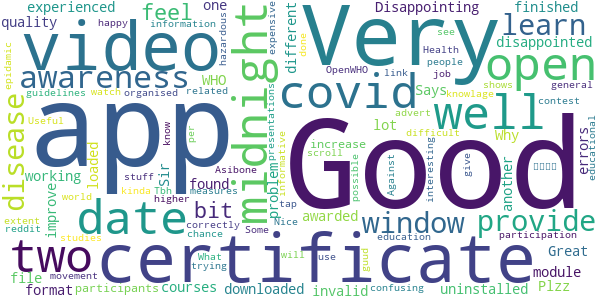 experienced
feel
one
happy
different
Disappointing
finished
quality
video
Very
learn
hazardous
expensive
done
see
OpenWHO
Health
people
link
job
disappointed
information
awareness
WHO
midnight
open
epidamic
guidelines
watch
organised
related
covid
Says
general
Useful
advert
shows
contest
disease
app
presentations
well
difficult
knowlage
loaded
per
know
lot
Why
errors
working
stuff
Sir
found
problem
informative
increase
Good
another
educational
kinda
Too
Asibone
scroll
possible
Against
interesting
give
world
higher
measures
Some
tap
improve
date
bit
awarded
window
provide
extent
correctly
Nice
education
participation
reddit
studies
chance
What
will
use
guud
Great
two
certificate
trying
confusing
module
file
movement
format
participants
courses
downloaded
invalid
uninstalled
Plzz